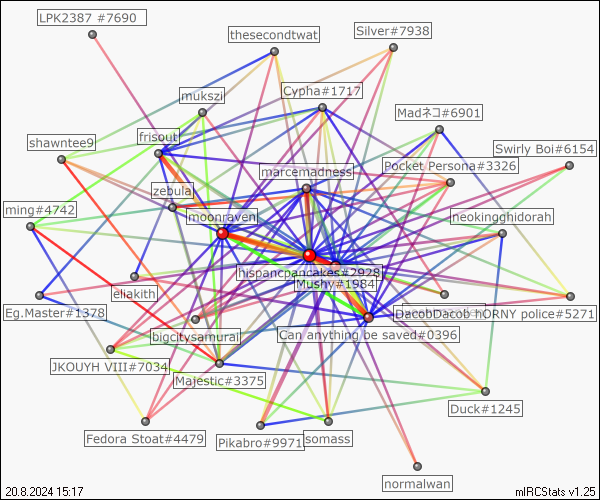 LPK2387 #7690
Silver#7938
thesecondtwat
Cypha#1717
mukszi
Madネコ#6901
frisout
shawntee9
Swirly Boi#6154
Pocket Persona#3326
marcemadness
zebula
ming#4742
moonraven
neokingghidorah
hispancpancakes#2928
Mushy#1984
eliakith
Eg.Master#1378
DacobDacob
hORNY police#5271
bigcitysamurai
Can anything be saved#0396
JKOUYH VIII#7034
Majestic#3375
Duck#1245
Fedora Stoat#4479
Pikabro#9971
somass
normalwan
20.8.2024 15:17
mIRCStats v1.25